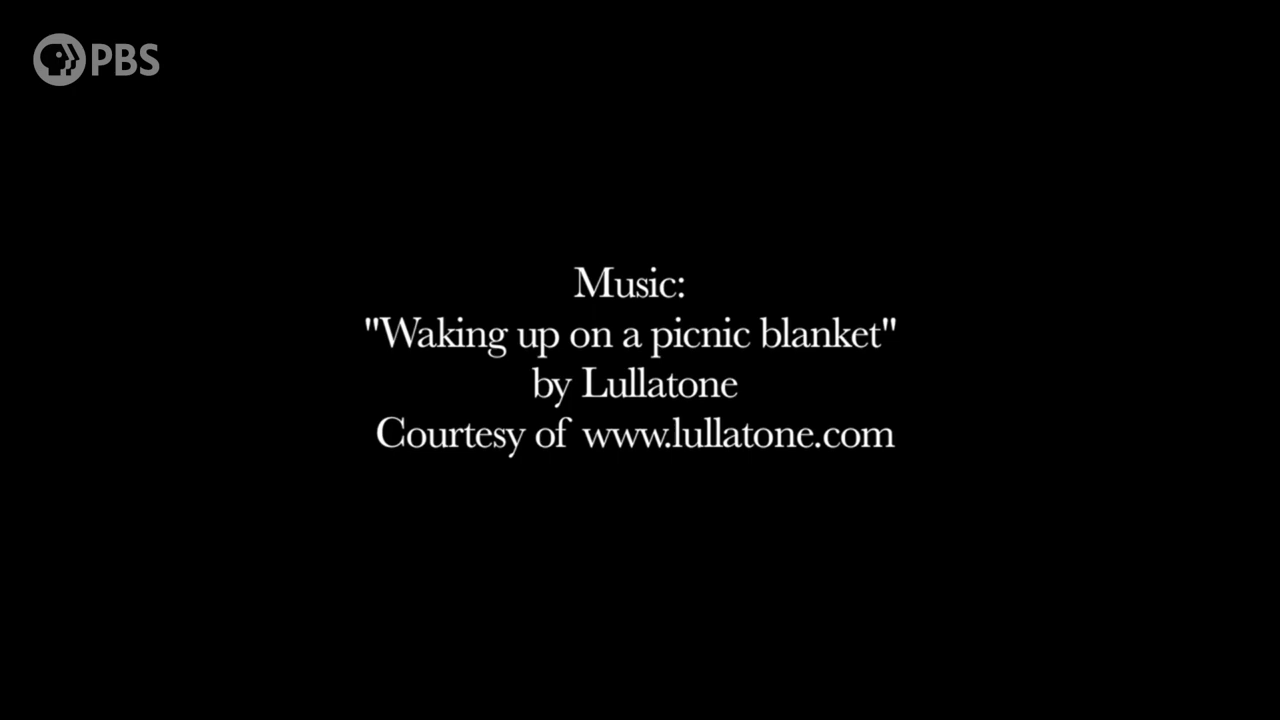 PBS
Music:
"Waking up on a picnic blanket"
by Lullatone
Courtesy of www.lullatone.com